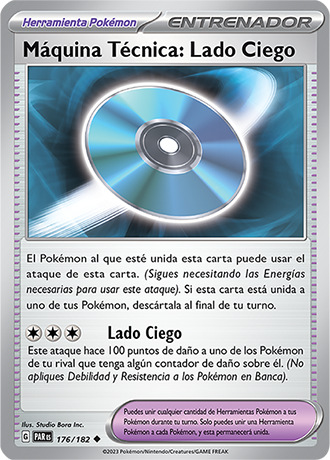 Herramienta Pokémon
ENTRENADOR
Máquina Técnica: Lado Ciego
El Pokémon al que esté unida esta carta puede usar el
ataque de esta carta. (Sigues necesitando las Energías
necesarias para usar este ataque). Si esta carta está unida a
uno de tus Pokémon, descártala al final de tu turno.
Lado Ciego
Este ataque hace 100 puntos de daño a uno de los Pokémon
de tu rival que tenga algún contador de daño sobre él. (No
apliques Debilidad y Resistencia a los Pokémon en Banca).
Ilus. Studio Bora Inc.
G PAR ES 176/182
Puedes unir cualquier cantidad de Herramientas Pokémon a tus
Pokémon durante tu turno. Solo puedes unir una Herramienta
Pokémon a cada Pokémon, y esta permanecerá unida.
©2023 Pokémon/Nintendo/Creatures/GAME FREAK